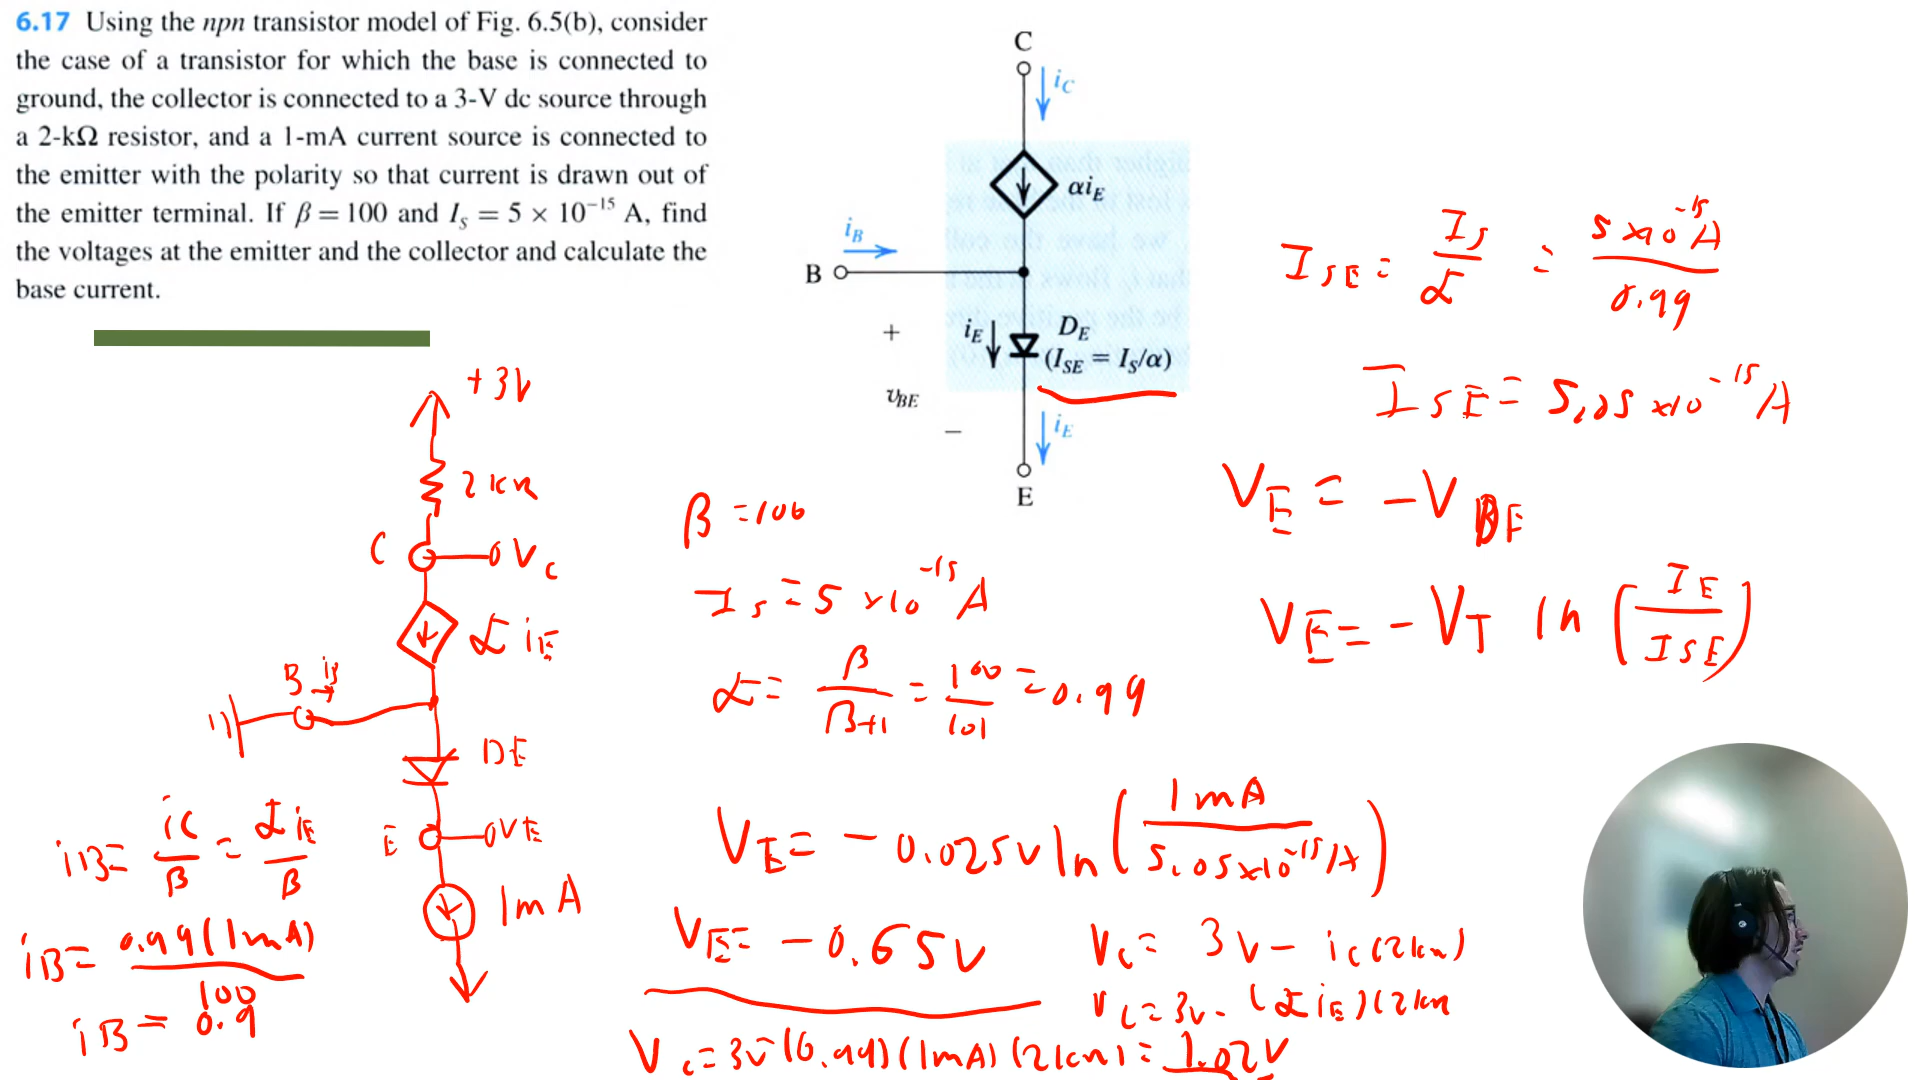 6.17 Using the npn transistor model of Fig. 6.5(b), consider
the case of a transistor for which the base is connected to
ground, the collector is connected to a 3-V dc source through
a 2-kΩ resistor, and a 1-mA current source is connected to
the emitter with the polarity so that current is drawn out of
the emitter terminal. If β = 100 and I_s = 5 × 10⁻¹⁵ A, find
the voltages at the emitter and the collector and calculate the
base current.
C
i_C
αi_E
i_B
B
+
i_E
D_E
(I_SE = I_S/α)
v_BE
−
i_E
E
+3V
2kΩ
C
V_C
αi_E
B i_B
DE
E
V_E
1mA
i_B = i_C/β = αi_E/β
i_B = 0.99(1mA)/100
i_B = 0.9
β = 100
I_S = 5×10⁻¹⁵ A
α = β/(β+1) = 100/101 = 0.99
I_SE = I_S/α = 5×10⁻¹⁵A/0.99
I_SE = 5.05×10⁻¹⁵ A
V_E = −V_BE
V_E = −V_T ln(I_E/I_SE)
V_E = −0.025V ln(1mA/5.05×10⁻¹⁵A)
V_E = −0.65V
V_C = 3V − i_C(2kΩ)
V_C = 3V − (αi_E)(2kΩ
V_C = 3V − (0.99)(1mA)(2kΩ) = 1.02V